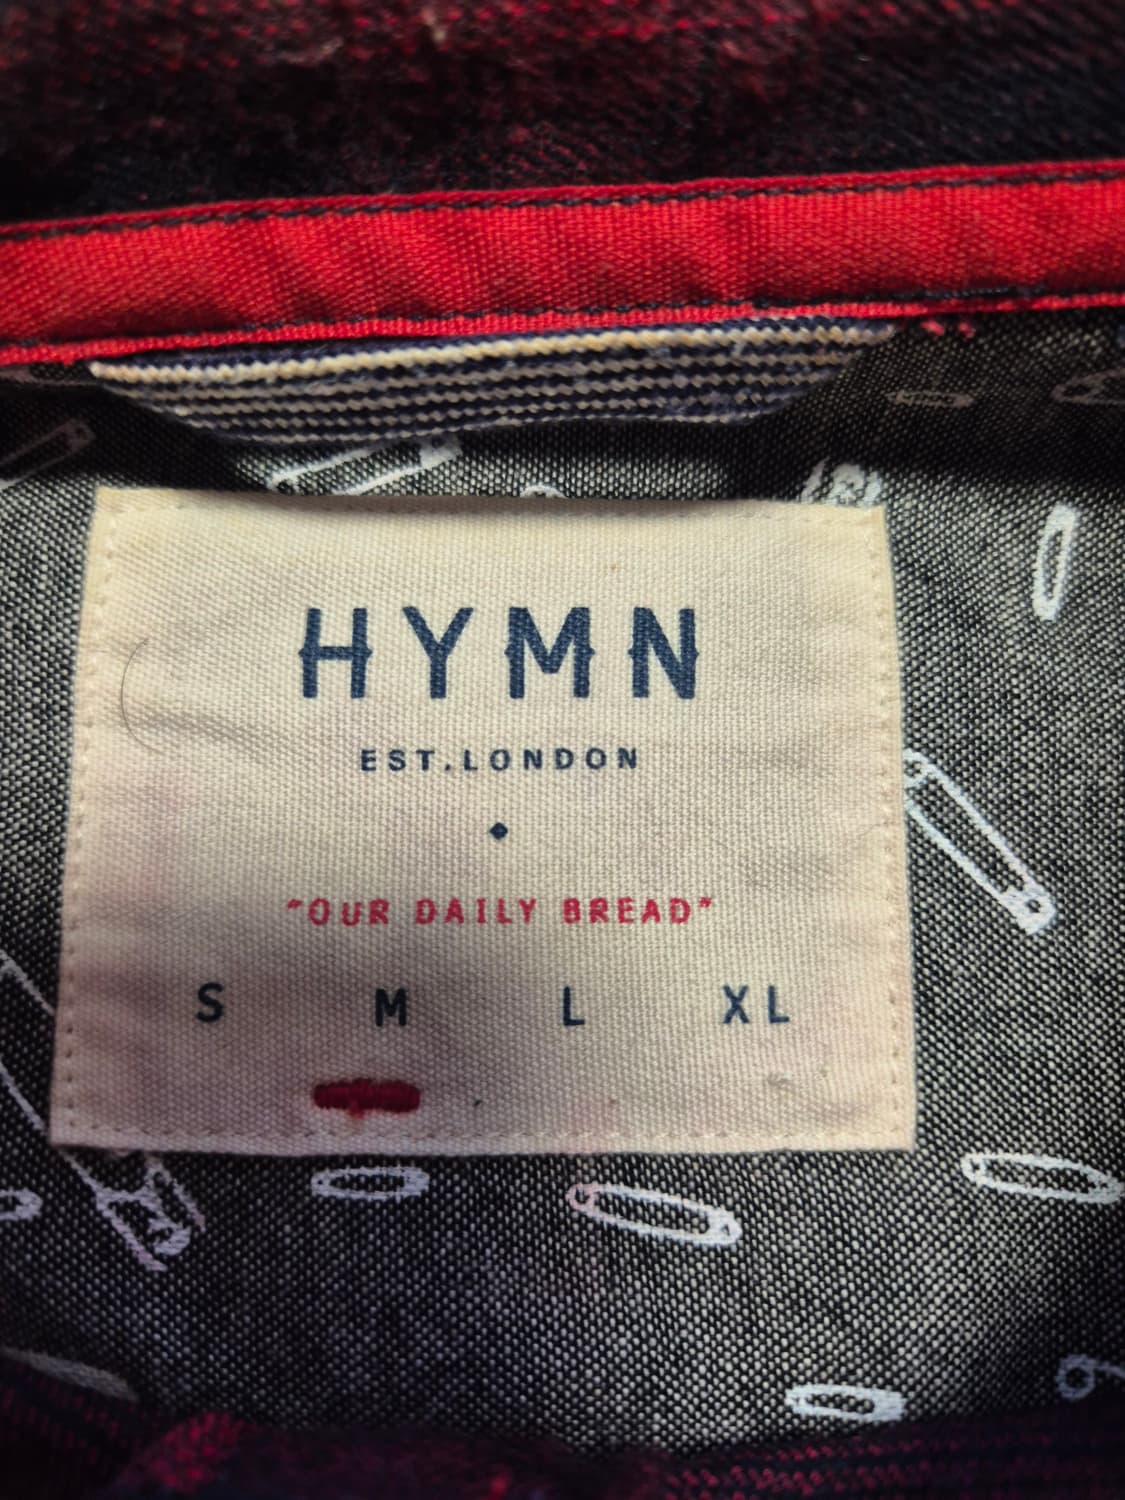 HYMN
EST.LONDON
"OUR DAILY BREAD"
S M L XL